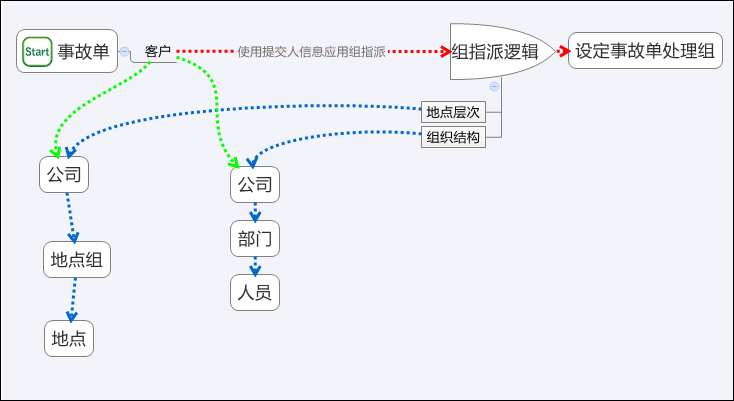 Start
事故单
客户
使用提交人信息应用组指派
组指派逻辑
设定事故单处理组
地点层次
组织结构
公司
公司
地点组
部门
人员
地点